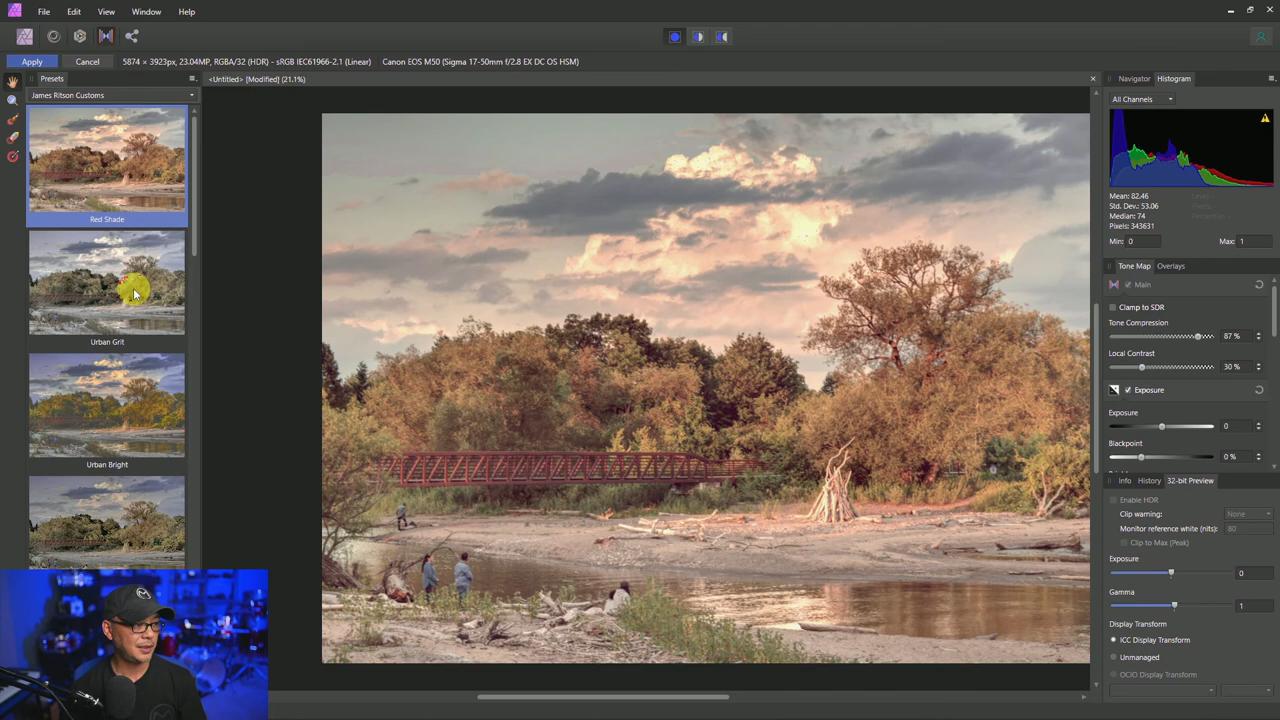 File Edit View Window Help
Apply Cancel 5874 × 3923px, 23.04MP, RGBA/32 (HDR) - sRGB IEC61966-2.1 (Linear) Canon EOS M50 (Sigma 17-50mm f/2.8 EX DC OS HSM)
Presets
James Ritson Customs
Red Shade
Urban Grit
Urban Bright
<Untitled> [Modified] (21.1%)
Navigator Histogram
All Channels
Mean: 82.46
Std. Dev.: 53.06
Median: 74
Pixels: 343631
Min: 0 Max: 1
Tone Map Overlays
Main
Clamp to SDR
Tone Compression
87 %
Local Contrast
30 %
Exposure
Exposure
0
Blackpoint
0 %
Info History 32-bit Preview
Enable HDR
Clip warning: None
Monitor reference white (nits): 80
Clip to Max (Peak)
Exposure
0
Gamma
1
Display Transform
ICC Display Transform
Unmanaged
OCIO Display Transform